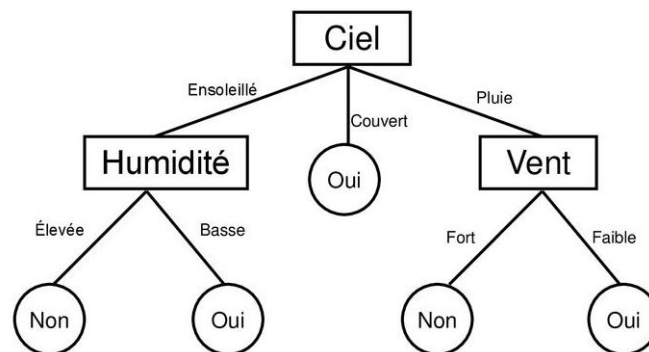 Ciel
Ensoleillé
Pluie
Couvert
Humidité
Oui
Vent
Élevée
Basse
Fort
Faible
Non
Oui
Non
Oui